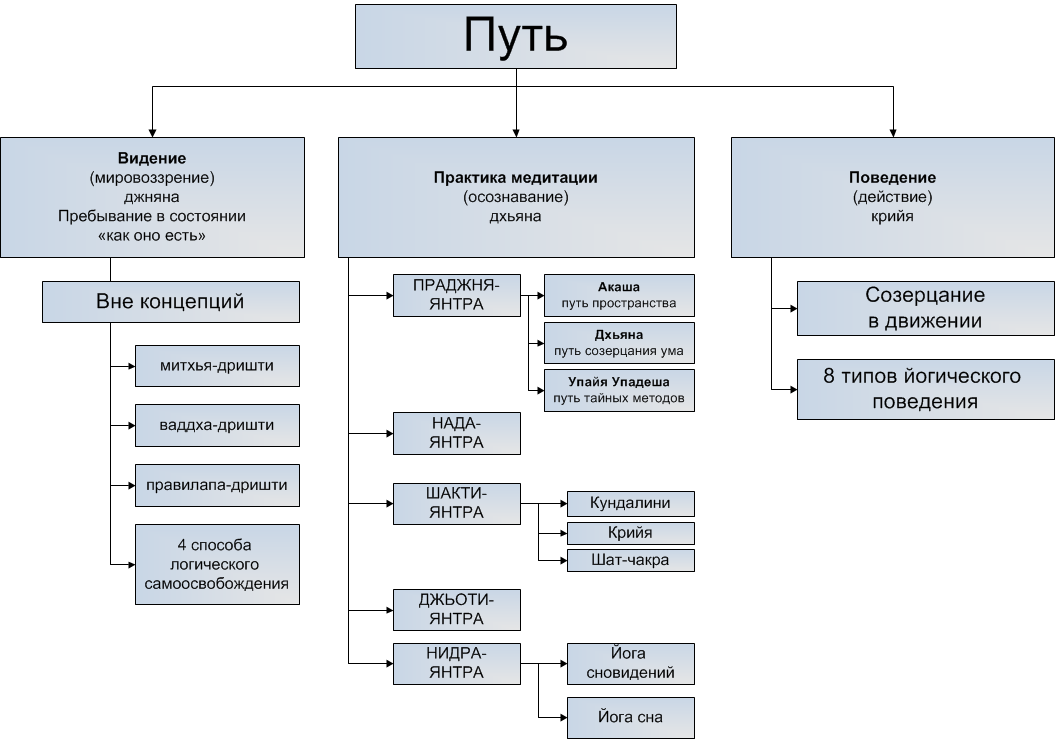 Путь
Видение
(мировоззрение)
джняна
Пребывание в состоянии
«как оно есть»
Вне концепций
митхья-дришти
ваддха-дришти
правилапа-дришти
4 способа
логического
самоосвобождения
Практика медитации
(осознавание)
дхьяна
ПРАДЖНЯ-
ЯНТРА
Акаша
путь пространства
Дхьяна
путь созерцания ума
Упайя Упадеша
путь тайных методов
НАДА-
ЯНТРА
ШАКТИ-
ЯНТРА
Кундалини
Крийя
Шат-чакра
ДЖЬОТИ-
ЯНТРА
НИДРА-
ЯНТРА
Йога
сновидений
Йога сна
Поведение
(действие)
крийя
Созерцание
в движении
8 типов йогического
поведения